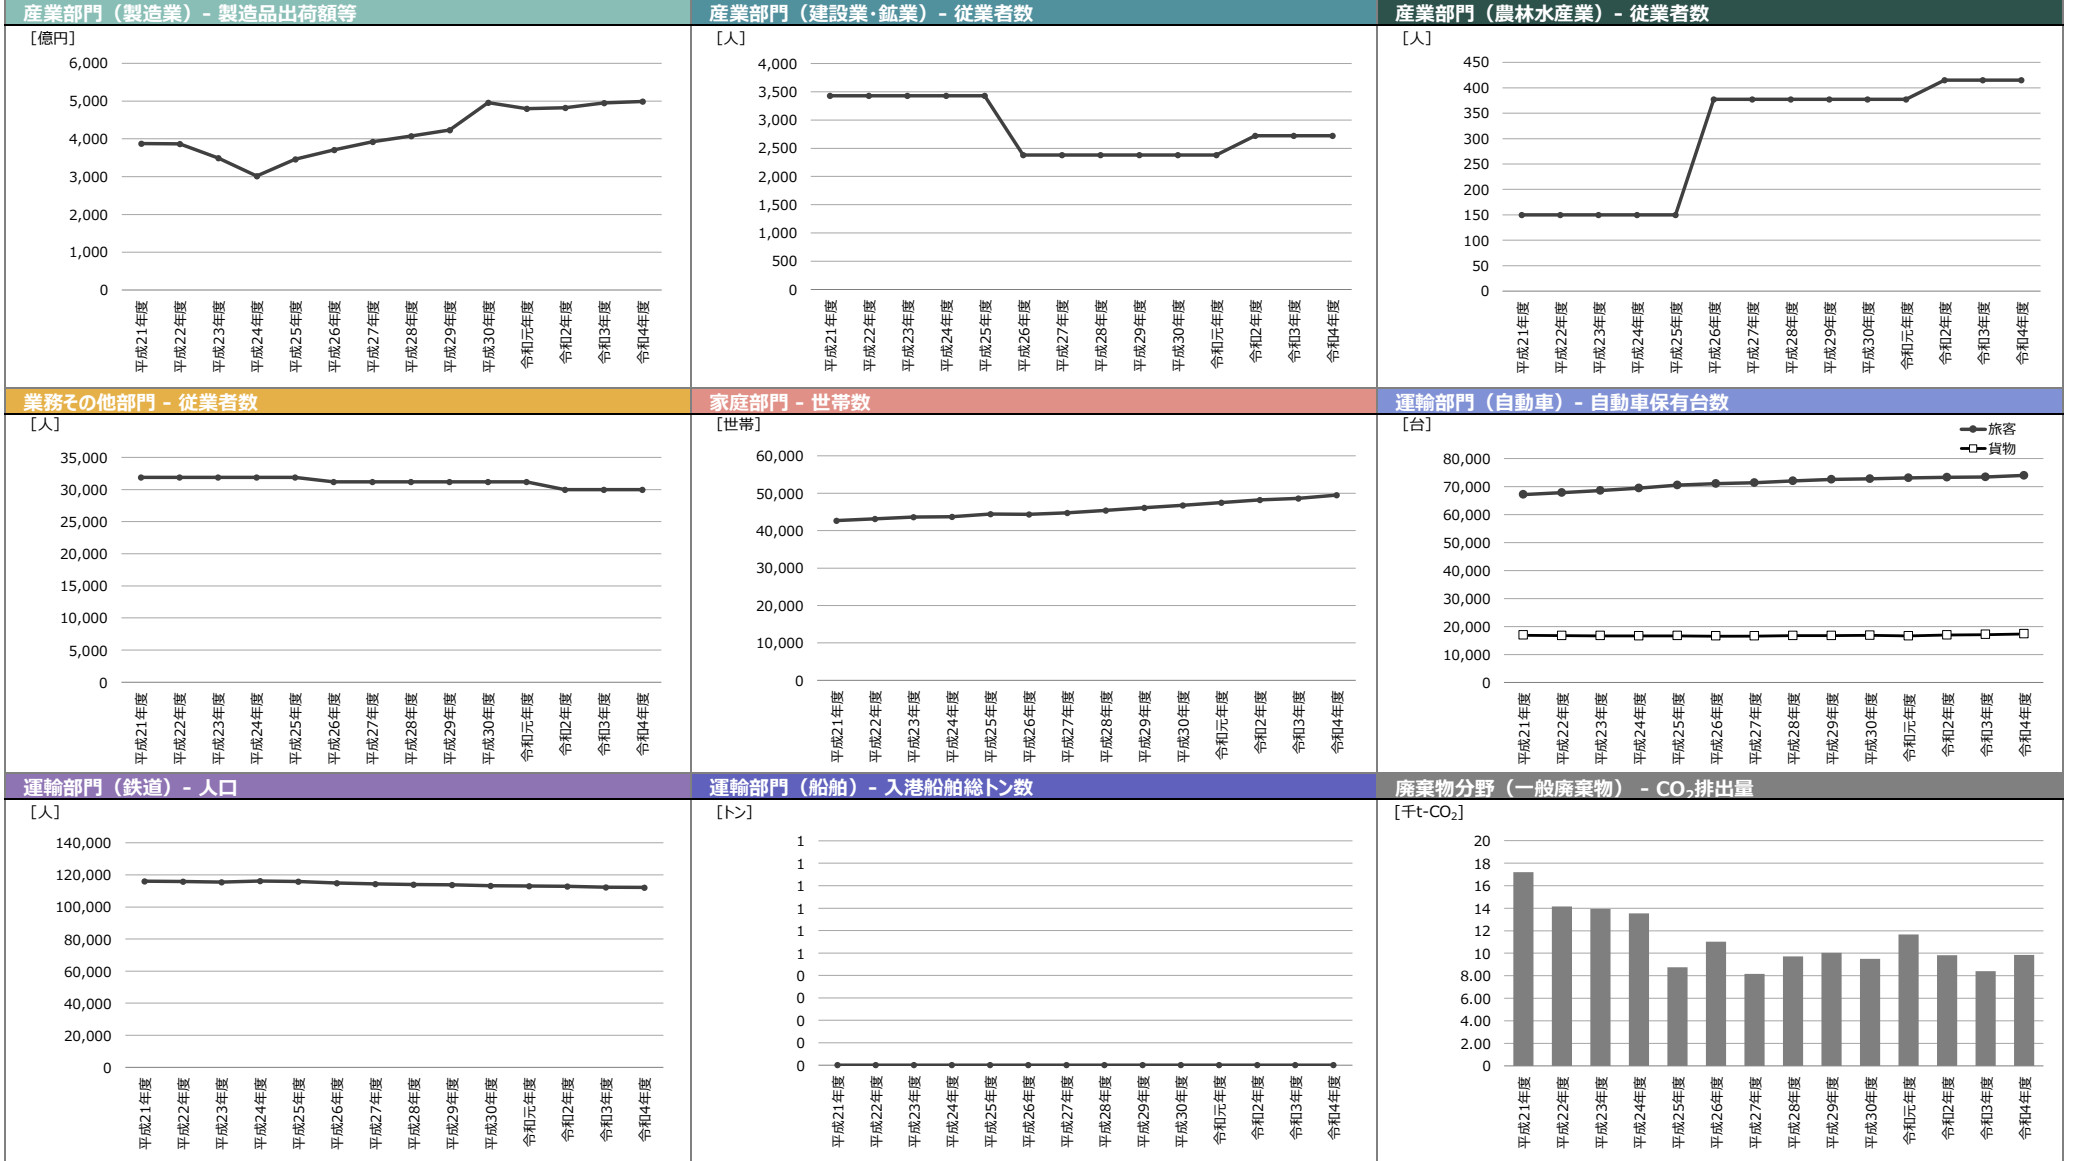 産業部門（製造業）- 製造品出荷額等
[億円]
6,000
5,000
4,000
3,000
2,000
1,000
0
平成21年度
平成22年度
平成23年度
平成24年度
平成25年度
平成26年度
平成27年度
平成28年度
平成29年度
平成30年度
令和元年度
令和2年度
令和3年度
令和4年度
産業部門（建設業･鉱業）- 従業者数
[人]
4,000
3,500
3,000
2,500
2,000
1,500
1,000
500
0
平成21年度
平成22年度
平成23年度
平成24年度
平成25年度
平成26年度
平成27年度
平成28年度
平成29年度
平成30年度
令和元年度
令和2年度
令和3年度
令和4年度
産業部門（農林水産業）- 従業者数
[人]
450
400
350
300
250
200
150
100
50
0
平成21年度
平成22年度
平成23年度
平成24年度
平成25年度
平成26年度
平成27年度
平成28年度
平成29年度
平成30年度
令和元年度
令和2年度
令和3年度
令和4年度
業務その他部門 - 従業者数
[人]
35,000
30,000
25,000
20,000
15,000
10,000
5,000
0
平成21年度
平成22年度
平成23年度
平成24年度
平成25年度
平成26年度
平成27年度
平成28年度
平成29年度
平成30年度
令和元年度
令和2年度
令和3年度
令和4年度
家庭部門 - 世帯数
[世帯]
60,000
50,000
40,000
30,000
20,000
10,000
0
平成21年度
平成22年度
平成23年度
平成24年度
平成25年度
平成26年度
平成27年度
平成28年度
平成29年度
平成30年度
令和元年度
令和2年度
令和3年度
令和4年度
運輸部門（自動車）- 自動車保有台数
[台]
旅客
貨物
80,000
70,000
60,000
50,000
40,000
30,000
20,000
10,000
0
平成21年度
平成22年度
平成23年度
平成24年度
平成25年度
平成26年度
平成27年度
平成28年度
平成29年度
平成30年度
令和元年度
令和2年度
令和3年度
令和4年度
運輸部門（鉄道）- 人口
[人]
140,000
120,000
100,000
80,000
60,000
40,000
20,000
0
平成21年度
平成22年度
平成23年度
平成24年度
平成25年度
平成26年度
平成27年度
平成28年度
平成29年度
平成30年度
令和元年度
令和2年度
令和3年度
令和4年度
運輸部門（船舶）- 入港船舶総トン数
[トン]
1
1
1
1
1
1
0
0
0
0
0
平成21年度
平成22年度
平成23年度
平成24年度
平成25年度
平成26年度
平成27年度
平成28年度
平成29年度
平成30年度
令和元年度
令和2年度
令和3年度
令和4年度
廃棄物分野（一般廃棄物） - CO₂排出量
[千t-CO₂]
20
18
16
14
12
10
8.00
6.00
4.00
2.00
0
平成21年度
平成22年度
平成23年度
平成24年度
平成25年度
平成26年度
平成27年度
平成28年度
平成29年度
平成30年度
令和元年度
令和2年度
令和3年度
令和4年度